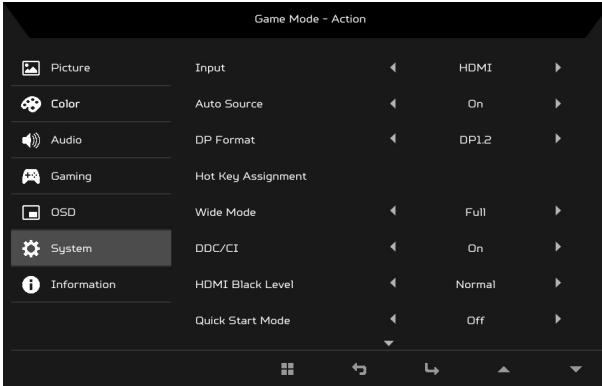 Game Mode - Action
Picture
Input HDMI
Color
Auto Source On
Audio
DP Format DP1.2
Gaming
Hot Key Assignment
OSD
Wide Mode Full
System
DDC/CI On
Information
HDMI Black Level Normal
Quick Start Mode Off